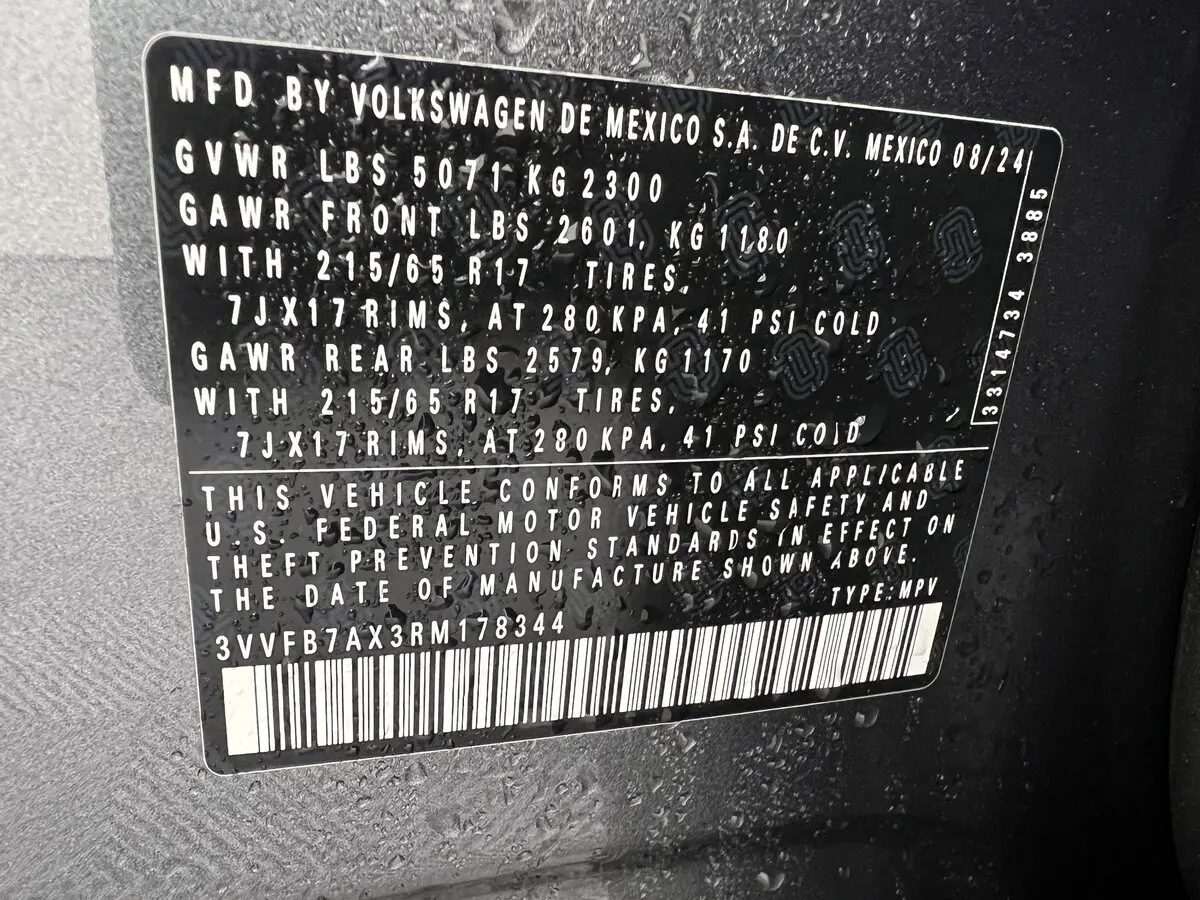 MFD BY VOLKSWAGEN DE MEXICO S.A. DE C.V. MEXICO 08/24
GVWR LBS 5071 KG 2300
GAWR FRONT LBS 2601, KG 1180
WITH 215/65 R17 TIRES,
7JX17 RIMS, AT 280 KPA, 41 PSI COLD
GAWR REAR LBS 2579, KG 1170
WITH 215/65 R17 TIRES,
7JX17 RIMS, AT 280 KPA, 41 PSI COLD
3314734 3885
THIS VEHICLE CONFORMS TO ALL APPLICABLE
U.S. FEDERAL MOTOR VEHICLE SAFETY AND
THEFT PREVENTION STANDARDS IN EFFECT ON
THE DATE OF MANUFACTURE SHOWN ABOVE.
TYPE: MPV
3VVFB7AX3RM178344